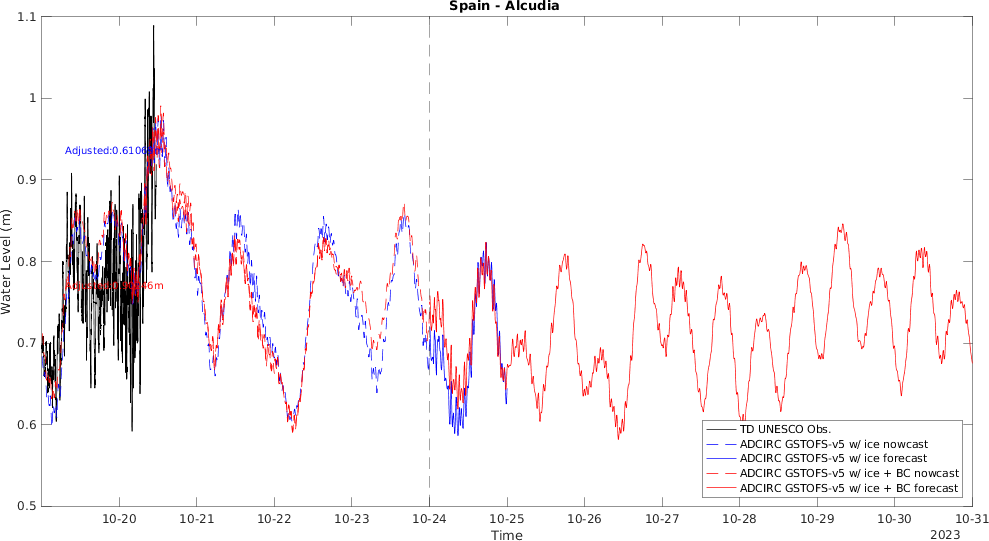 Spain - Alcudia
1.1
1
0.9
0.8
0.7
0.6
0.5
Water Level (m)
10-20
10-21
10-22
10-23
10-24
10-25
10-26
10-27
10-28
10-29
10-30
10-31
Time
2023
TD UNESCO Obs.
ADCIRC GSTOFS-v5 w/ ice nowcast
ADCIRC GSTOFS-v5 w/ ice forecast
ADCIRC GSTOFS-v5 w/ ice + BC nowcast
ADCIRC GSTOFS-v5 w/ ice + BC forecast